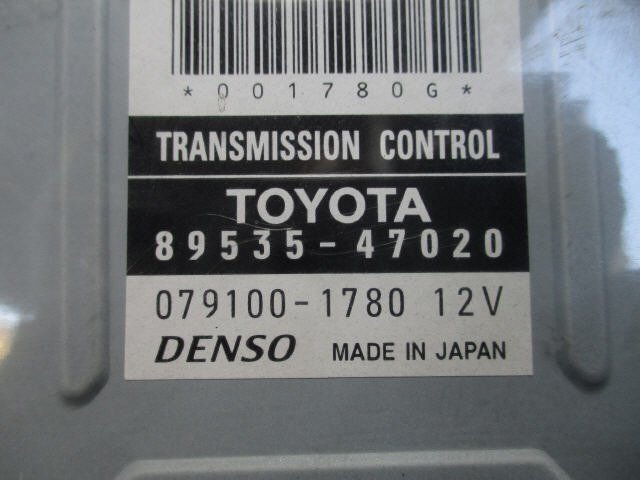 *001780G*
TRANSMISSION CONTROL
TOYOTA
89535-47020
079100-1780 12V
DENSO MADE IN JAPAN